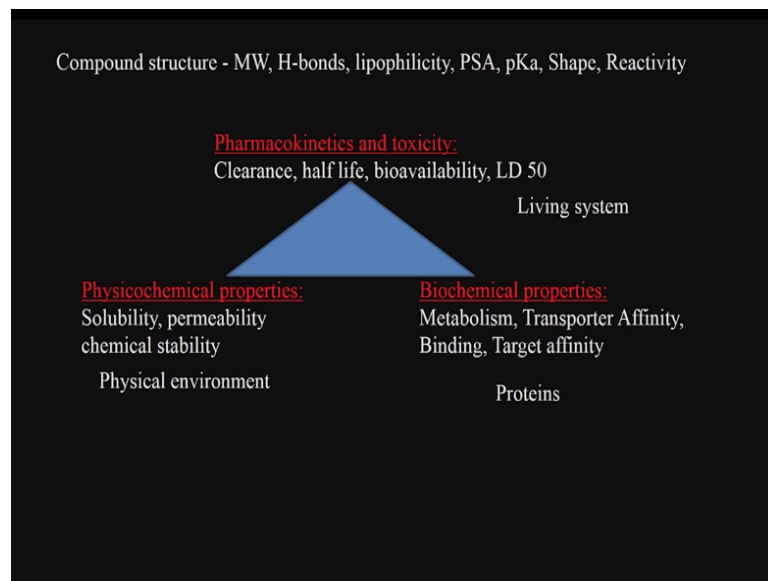 Compound structure - MW, H-bonds, lipophilicity, PSA, pKa, Shape, Reactivity
Pharmacokinetics and toxicity:
Clearance, half life, bioavailability, LD 50
Living system
Physicochemical properties:
Solubility, permeability
chemical stability
Physical environment
Biochemical properties:
Metabolism, Transporter Affinity,
Binding, Target affinity
Proteins